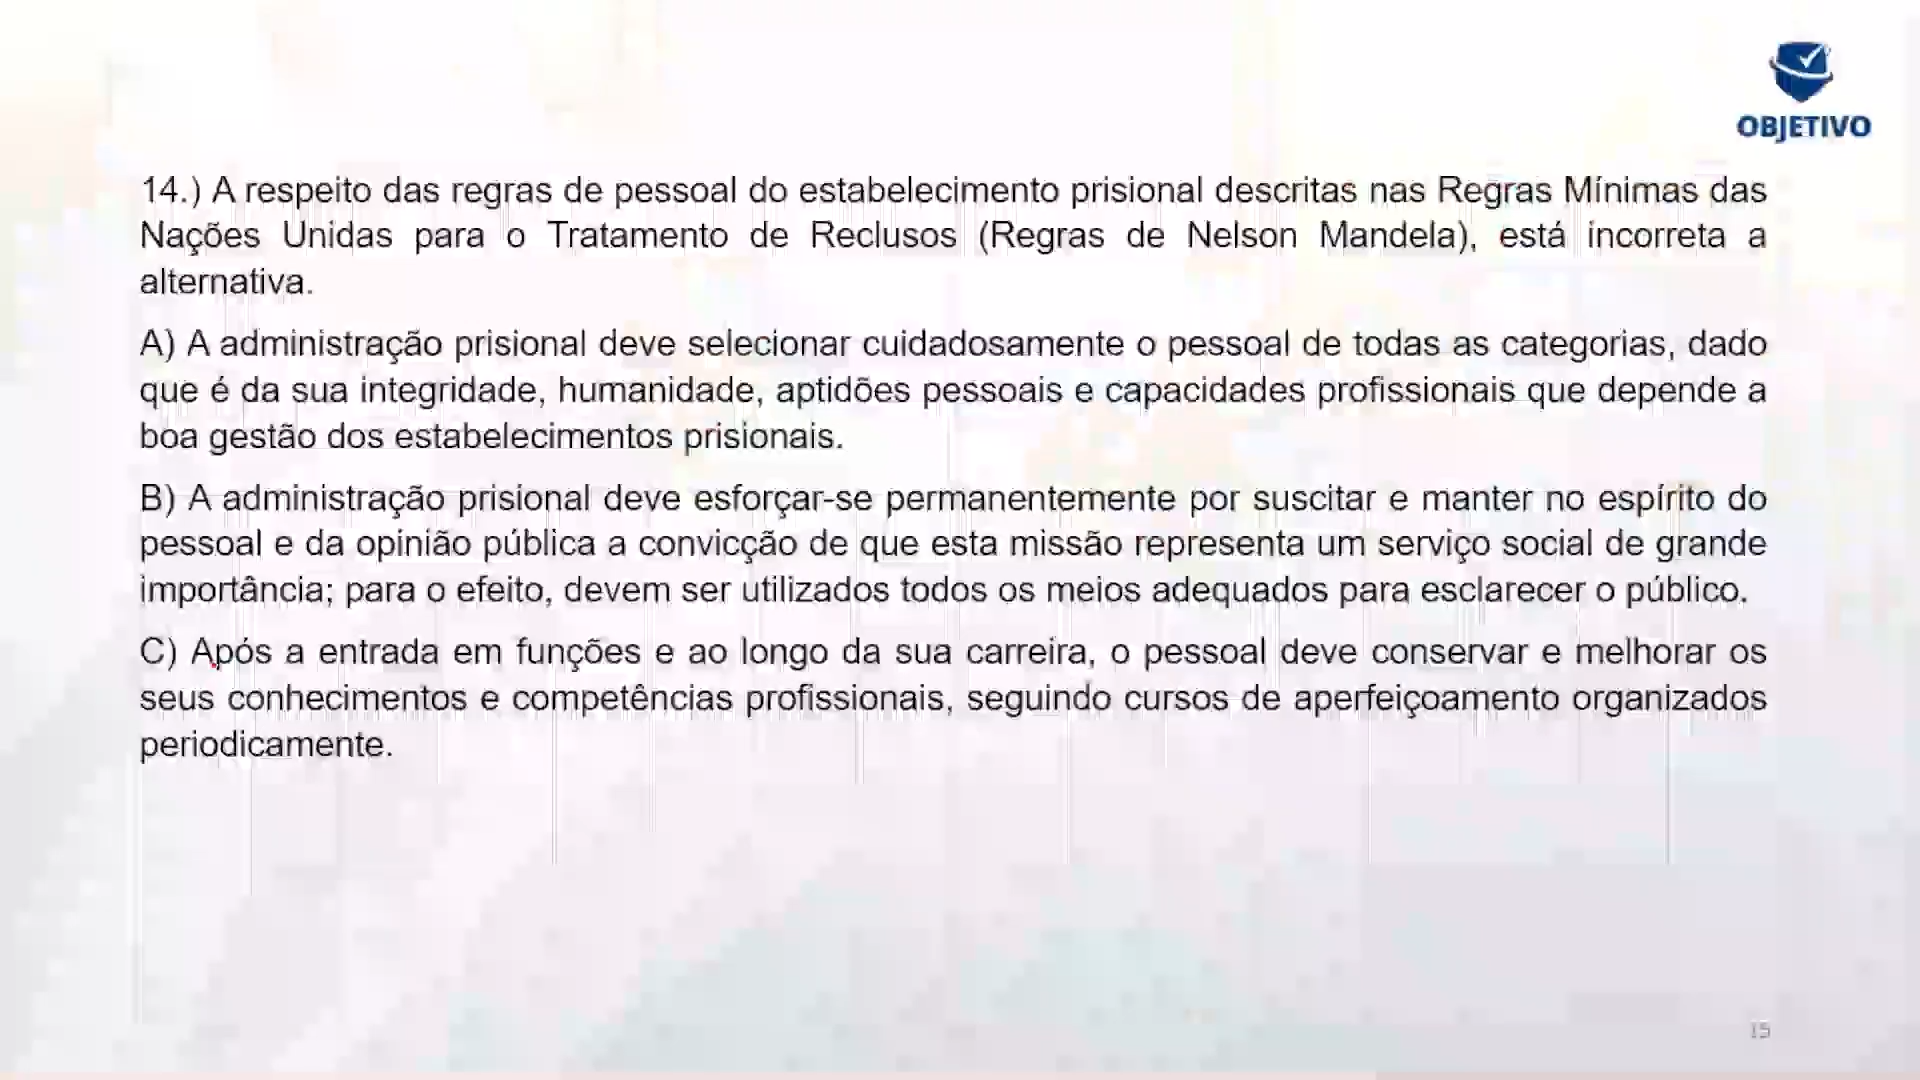 OBJETIVO
14.) A respeito das regras de pessoal do estabelecimento prisional descritas nas Regras Mínimas das
Nações Unidas para o Tratamento de Reclusos (Regras de Nelson Mandela), está incorreta a
alternativa.
A) A administração prisional deve selecionar cuidadosamente o pessoal de todas as categorias, dado
que é da sua integridade, humanidade, aptidões pessoais e capacidades profissionais que depende a
boa gestão dos estabelecimentos prisionais.
B) A administração prisional deve esforçar-se permanentemente por suscitar e manter no espírito do
pessoal e da opinião pública a convicção de que esta missão representa um serviço social de grande
importância; para o efeito, devem ser utilizados todos os meios adequados para esclarecer o público.
C) Após a entrada em funções e ao longo da sua carreira, o pessoal deve conservar e melhorar os
seus conhecimentos e competências profissionais, seguindo cursos de aperfeiçoamento organizados
periodicamente.
15